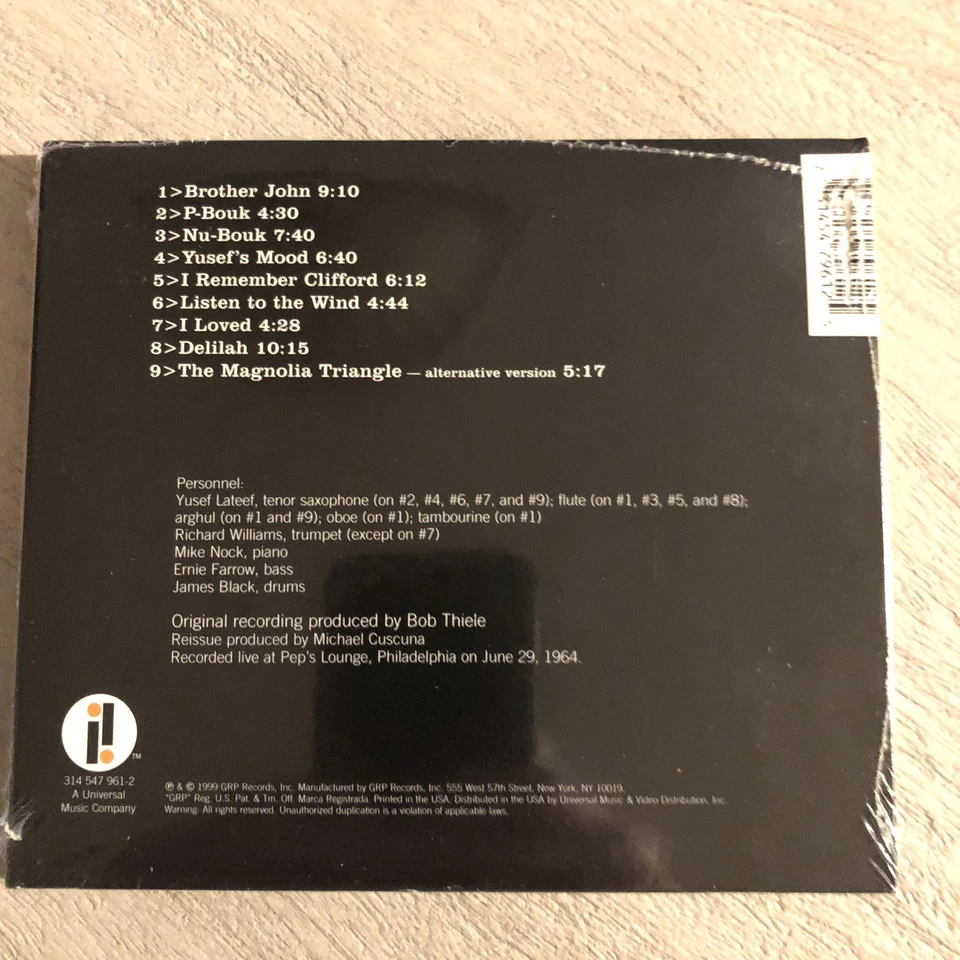 1>Brother John 9:10
2>P-Bouk 4:30
3>Nu-Bouk 7:40
4>Yusef's Mood 6:40
5>I Remember Clifford 6:12
6>Listen to the Wind 4:44
7>I Loved 4:28
8>Delilah 10:15
9>The Magnolia Triangle — alternative version 5:17
Personnel:
Yusef Lateef, tenor saxophone (on #2, #4, #6, #7, and #9); flute (on #1, #3, #5, and #8);
arghul (on #1 and #9); oboe (on #1); tambourine (on #1)
Richard Williams, trumpet (except on #7)
Mike Nock, piano
Ernie Farrow, bass
James Black, drums
Original recording produced by Bob Thiele
Reissue produced by Michael Cuscuna
Recorded live at Pep's Lounge, Philadelphia on June 29, 1964.
TM
314 547 961-2
A Universal
Music Company
℗ & © 1999 GRP Records, Inc. Manufactured by GRP Records, Inc. 555 West 57th Street, New York, NY 10019.
"GRP" Reg. U.S. Pat. & Tm. Off. Marca Registrada. Printed in the USA. Distributed in the USA by Universal Music & Video Distribution, Inc.
Warning: All rights reserved. Unauthorized duplication is a violation of applicable laws.